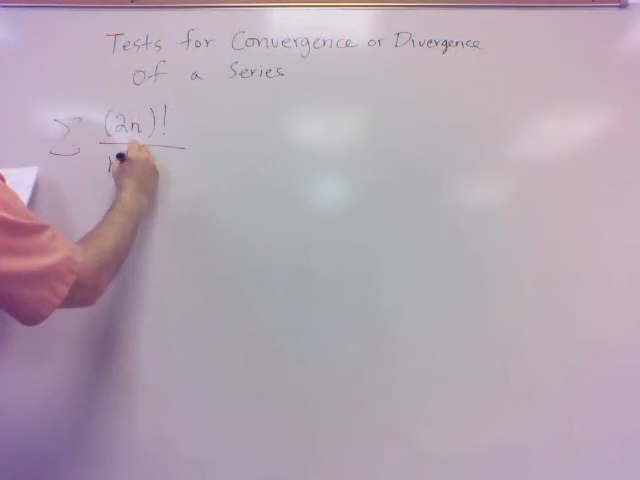 Tests for Convergence or Divergence
of a Series
∑ (2n)!